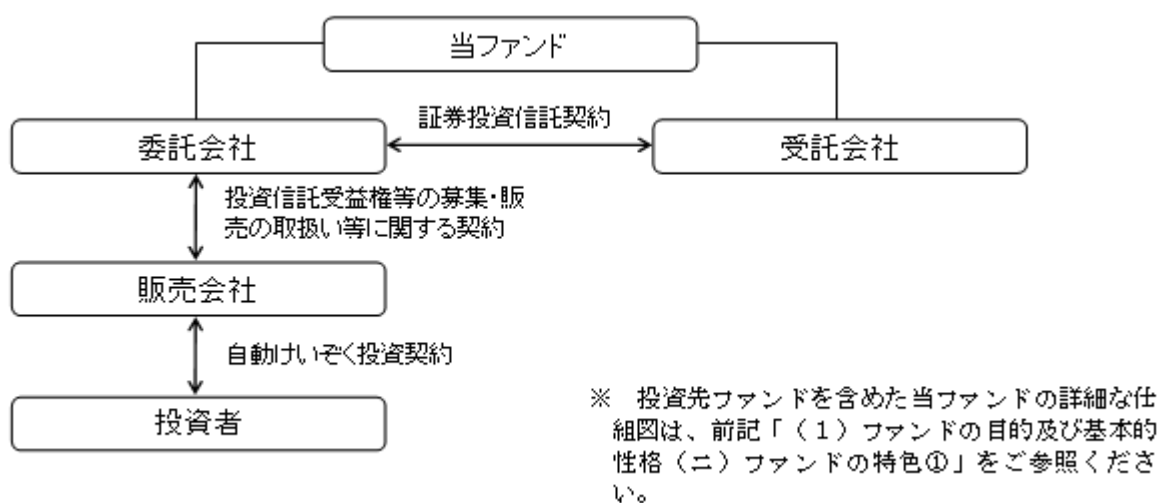 当ファンド
証券投資信託契約
委託会社
受託会社
投資信託受益権等の募集・販
売の取扱い等に関する契約
販売会社
自動けいぞく投資契約
投資者
※　投資先ファンドを含めた当ファンドの詳細な仕
組図は、前記「（１）ファンドの目的及び基本的
性格（ニ）ファンドの特色①」をご参照くださ
い。